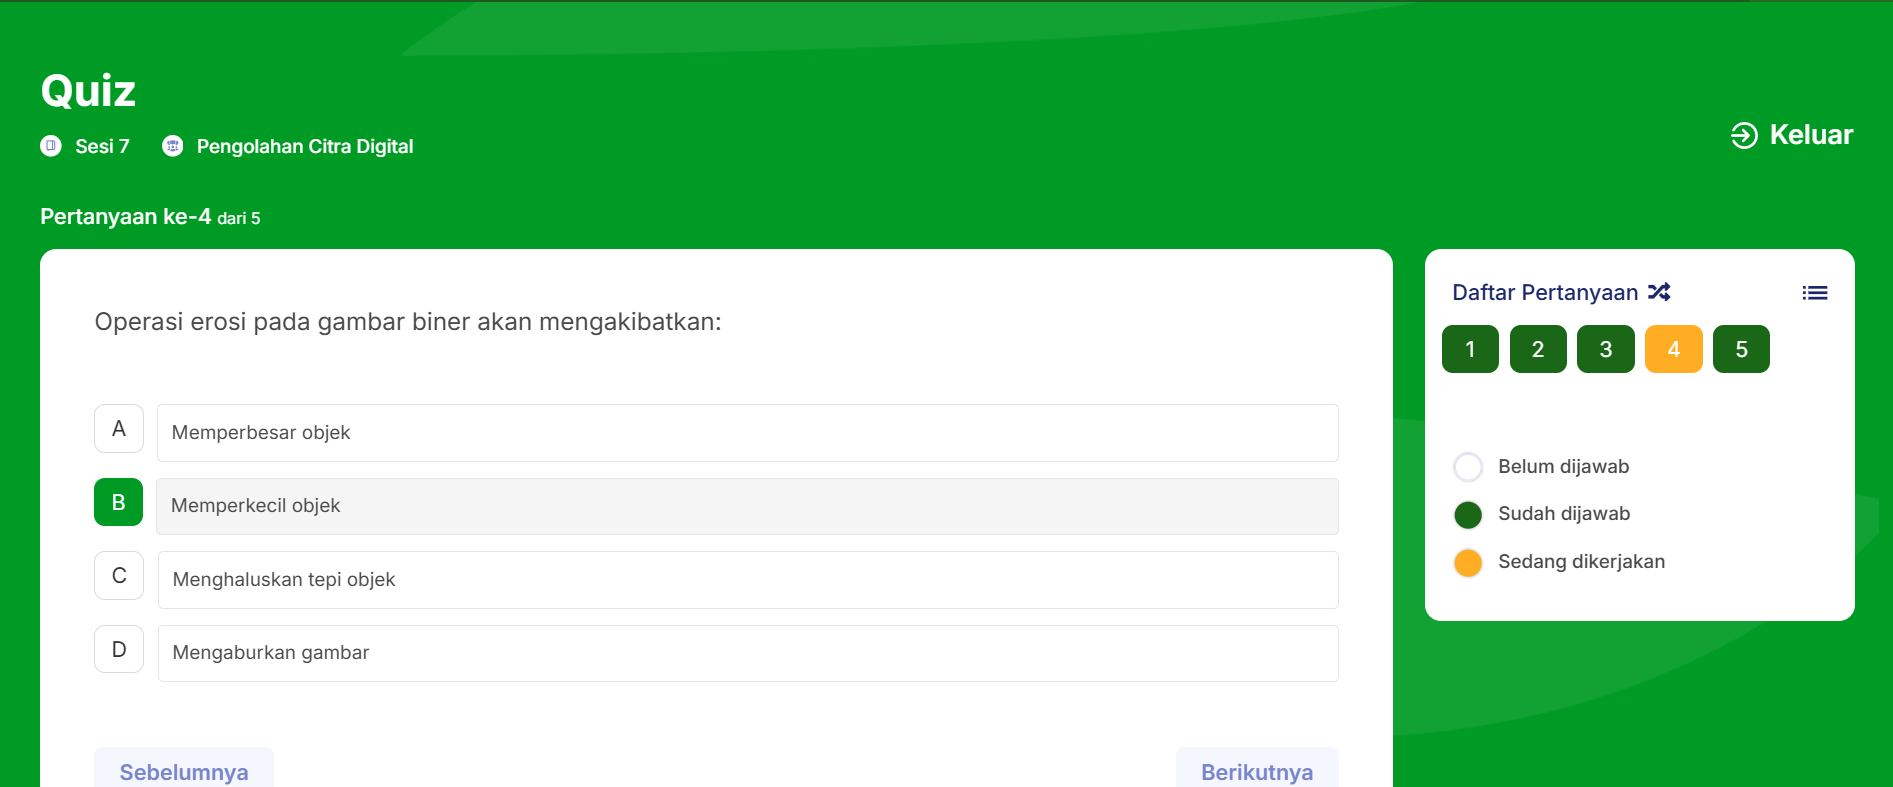 Quiz
Sesi 7 Pengolahan Citra Digital
Keluar
Pertanyaan ke-4 dari 5
Operasi erosi pada gambar biner akan mengakibatkan:
A Memperbesar objek
B Memperkecil objek
C Menghaluskan tepi objek
D Mengaburkan gambar
Sebelumnya Berikutnya
Daftar Pertanyaan
1 2 3 4 5
Belum dijawab
Sudah dijawab
Sedang dikerjakan